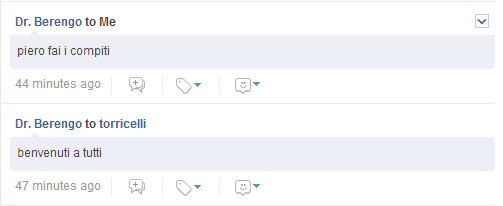 Dr. Berengo to Me
piero fai i compiti
44 minutes ago
Dr. Berengo to torricelli
benvenuti a tutti
47 minutes ago